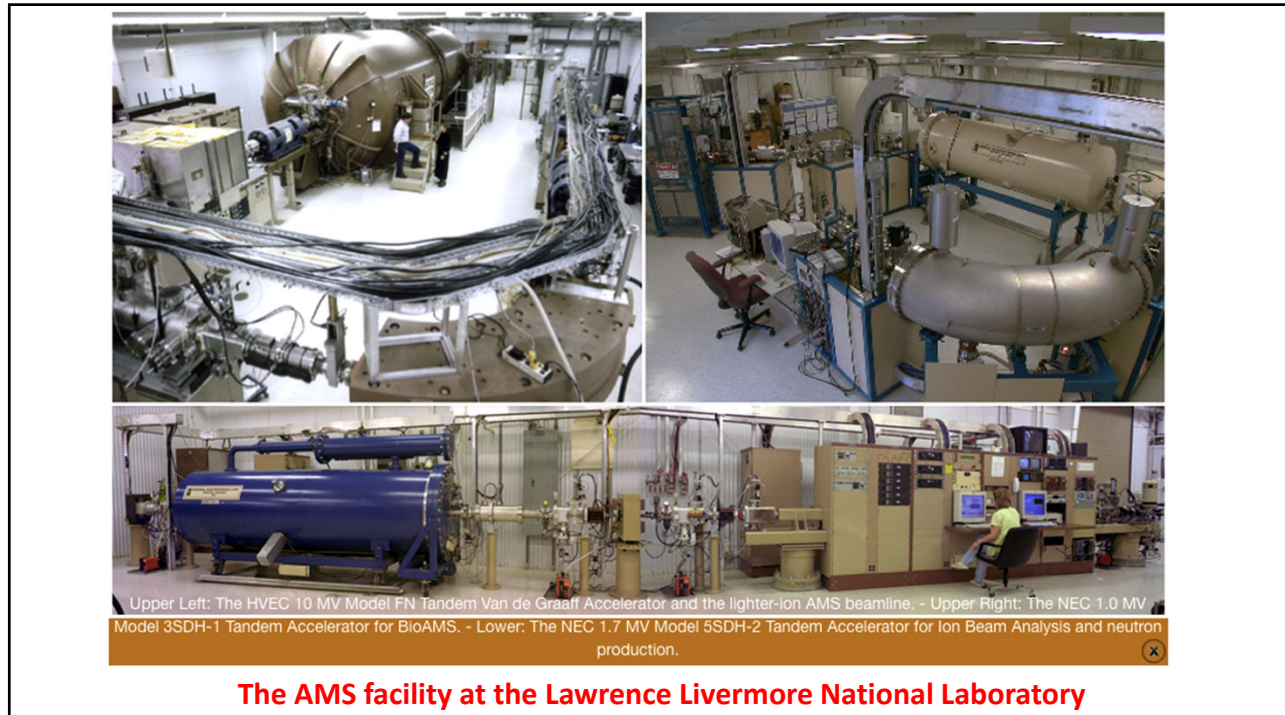 Upper Left: The HVEC 10 MV Model FN Tandem Van de Graaff Accelerator and the lighter-ion AMS beamline. - Upper Right: The NEC 1.0 MV
Model 3SDH-1 Tandem Accelerator for BioAMS. - Lower: The NEC 1.7 MV Model 5SDH-2 Tandem Accelerator for Ion Beam Analysis and neutron
production.
X
The AMS facility at the Lawrence Livermore National Laboratory